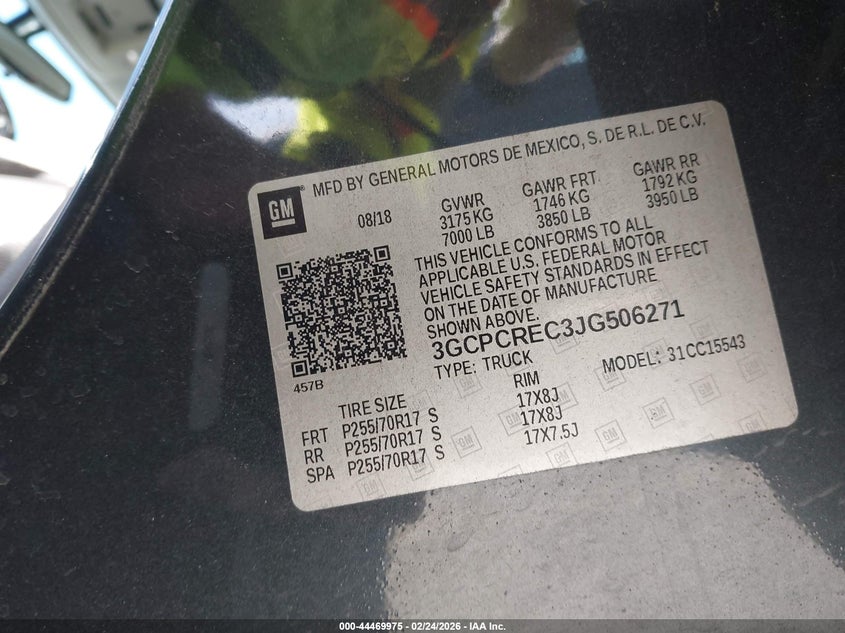 GM
MFD BY GENERAL MOTORS DE MEXICO, S. DE R.L. DE C.V.
08/18
GVWR GAWR FRT GAWR RR
3175 KG 1746 KG 1792 KG
7000 LB 3850 LB 3950 LB
THIS VEHICLE CONFORMS TO ALL
APPLICABLE U.S. FEDERAL MOTOR
VEHICLE SAFETY STANDARDS IN EFFECT
ON THE DATE OF MANUFACTURE
SHOWN ABOVE.
3GCPCREC3JG506271
TYPE: TRUCK MODEL: 31CC15543
457B
TIRE SIZE RIM
FRT P255/70R17 S 17X8J
RR P255/70R17 S 17X8J
SPA P255/70R17 S 17X7.5J
000-44469975 - 02/24/2026 - IAA Inc.